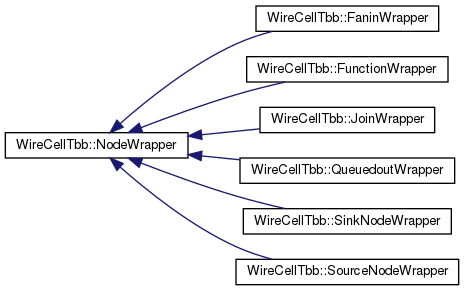 WireCellTbb::FaninWrapper
WireCellTbb::FunctionWrapper
WireCellTbb::JoinWrapper
WireCellTbb::NodeWrapper
WireCellTbb::QueuedoutWrapper
WireCellTbb::SinkNodeWrapper
WireCellTbb::SourceNodeWrapper